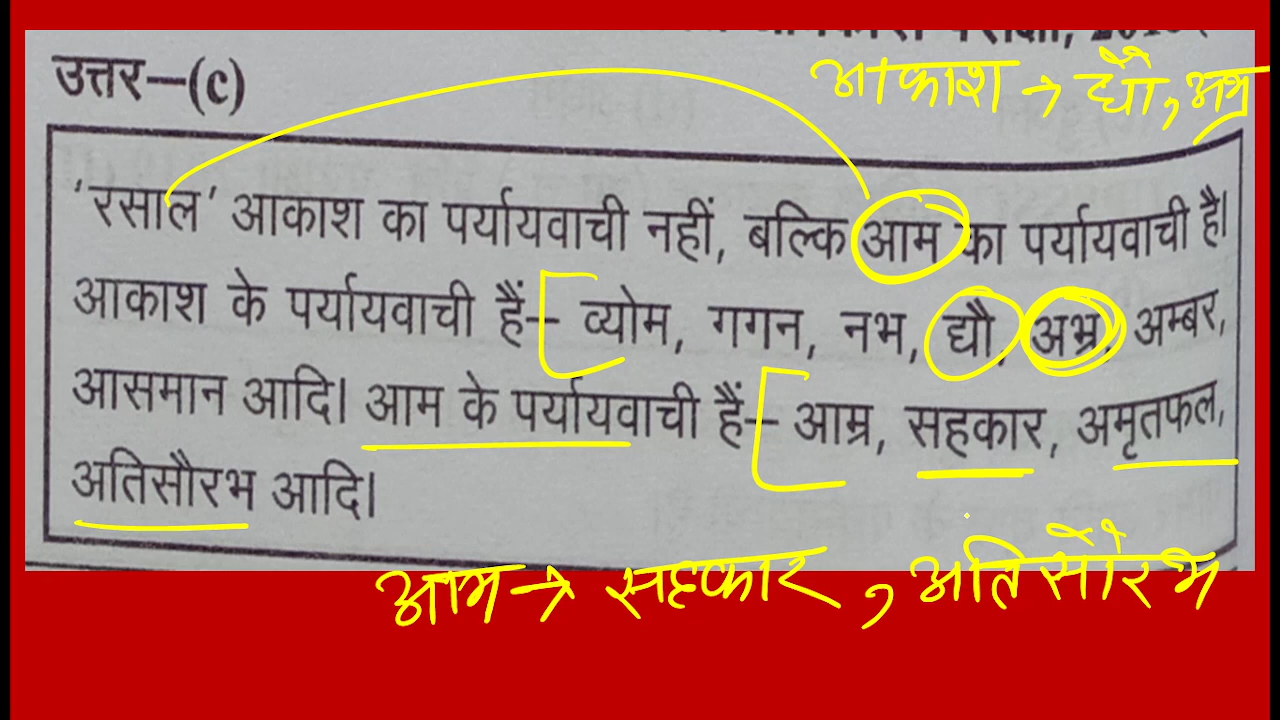 उत्तर–(c)
आकाश → द्यौ, अभ्र
'रसाल' आकाश का पर्यायवाची नहीं, बल्कि आम का पर्यायवाची है।
आकाश के पर्यायवाची हैं– व्योम, गगन, नभ, द्यौ, अभ्र, अम्बर,
आसमान आदि। आम के पर्यायवाची हैं– आम्र, सहकार, अमृतफल,
अतिसौरभ आदि।
आम → सहकार, अतिसौरभ